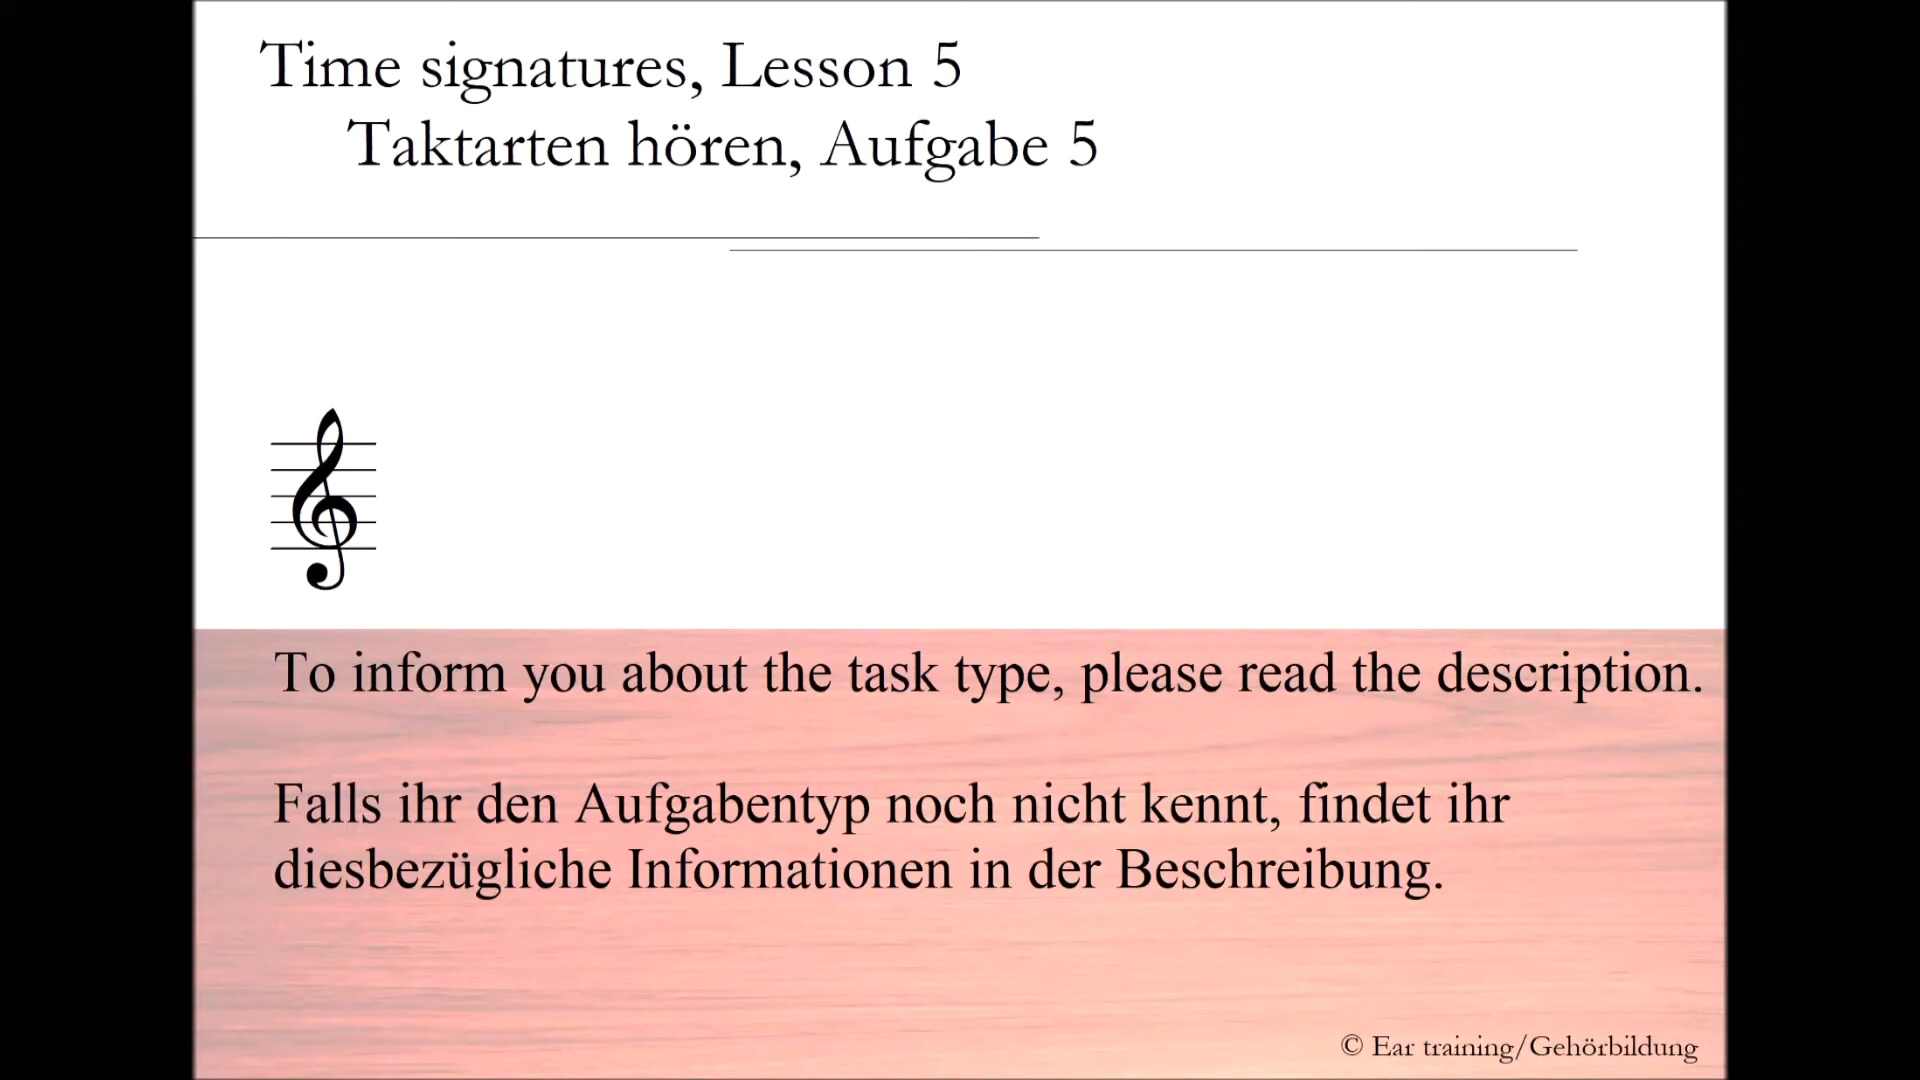 Time signatures, Lesson 5
Taktarten hören, Aufgabe 5
To inform you about the task type, please read the description.
Falls ihr den Aufgabentyp noch nicht kennt, findet ihr
diesbezügliche Informationen in der Beschreibung.
© Ear training/Gehörbildung